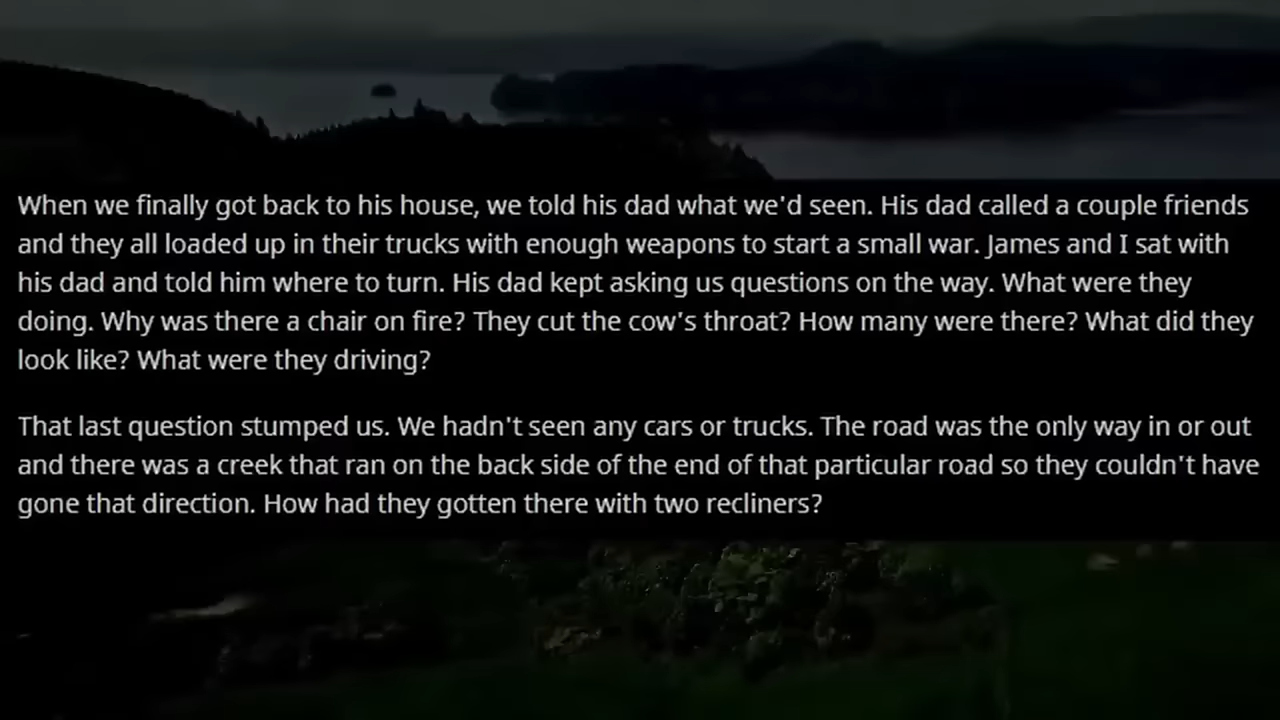 When we finally got back to his house, we told his dad what we'd seen. His dad called a couple friends
and they all loaded up in their trucks with enough weapons to start a small war. James and I sat with
his dad and told him where to turn. His dad kept asking us questions on the way. What were they
doing. Why was there a chair on fire? They cut the cow's throat? How many were there? What did they
look like? What were they driving?
That last question stumped us. We hadn't seen any cars or trucks. The road was the only way in or out
and there was a creek that ran on the back side of the end of that particular road so they couldn't have
gone that direction. How had they gotten there with two recliners?